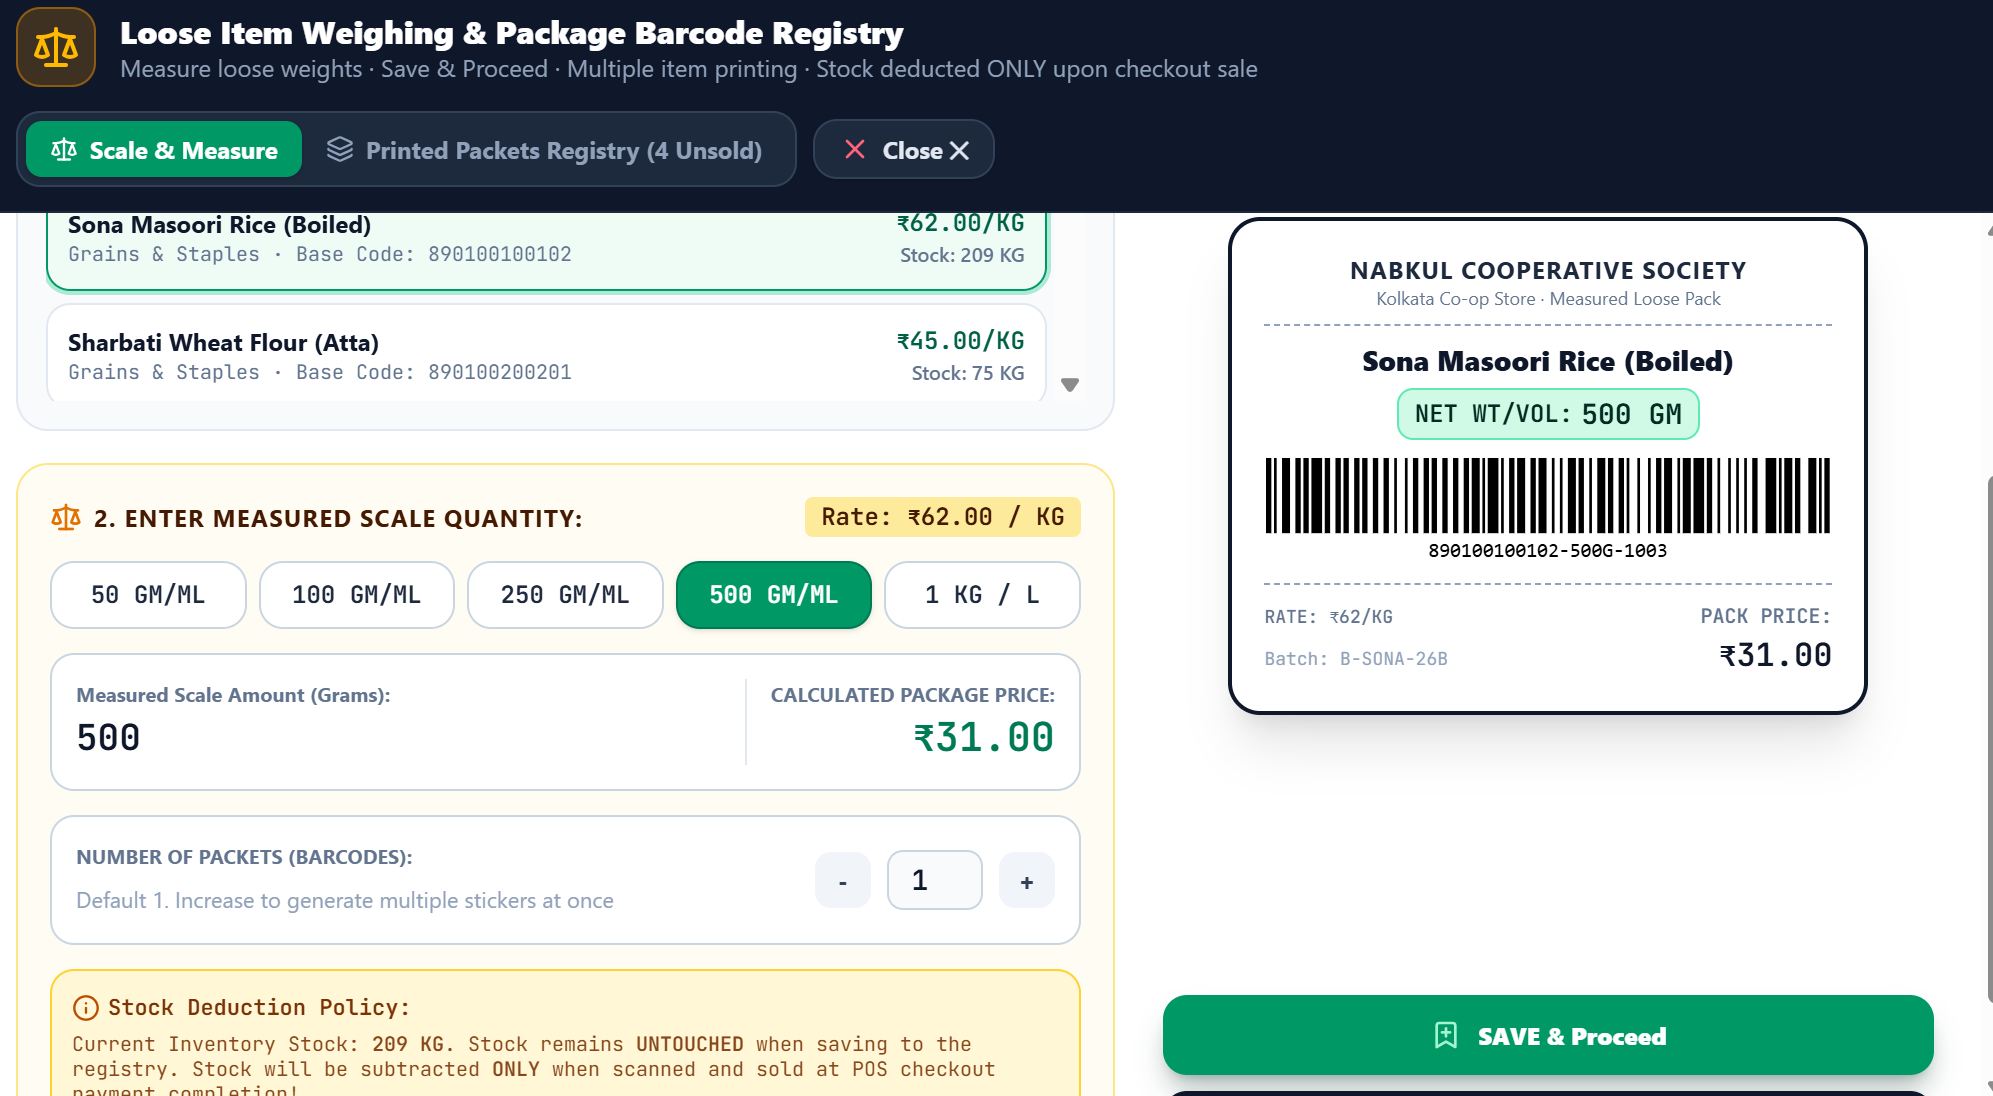 Loose Item Weighing & Package Barcode Registry
Measure loose weights · Save & Proceed · Multiple item printing · Stock deducted ONLY upon checkout sale
Scale & Measure
Printed Packets Registry (4 Unsold)
Close
Sona Masoori Rice (Boiled)
₹62.00/KG
Grains & Staples · Base Code: 890100100102
Stock: 209 KG
Sharbati Wheat Flour (Atta)
₹45.00/KG
Grains & Staples · Base Code: 890100200201
Stock: 75 KG
2. ENTER MEASURED SCALE QUANTITY:
Rate: ₹62.00 / KG
50 GM/ML
100 GM/ML
250 GM/ML
500 GM/ML
1 KG / L
Measured Scale Amount (Grams):
500
CALCULATED PACKAGE PRICE:
₹31.00
NUMBER OF PACKETS (BARCODES):
Default 1. Increase to generate multiple stickers at once
-
1
+
Stock Deduction Policy:
Current Inventory Stock: 209 KG. Stock remains UNTOUCHED when saving to the
registry. Stock will be subtracted ONLY when scanned and sold at POS checkout
payment completion!
NABKUL COOPERATIVE SOCIETY
Kolkata Co-op Store · Measured Loose Pack
Sona Masoori Rice (Boiled)
NET WT/VOL: 500 GM
890100100102-500G-1003
RATE: ₹62/KG
PACK PRICE:
Batch: B-SONA-26B
₹31.00
SAVE & Proceed